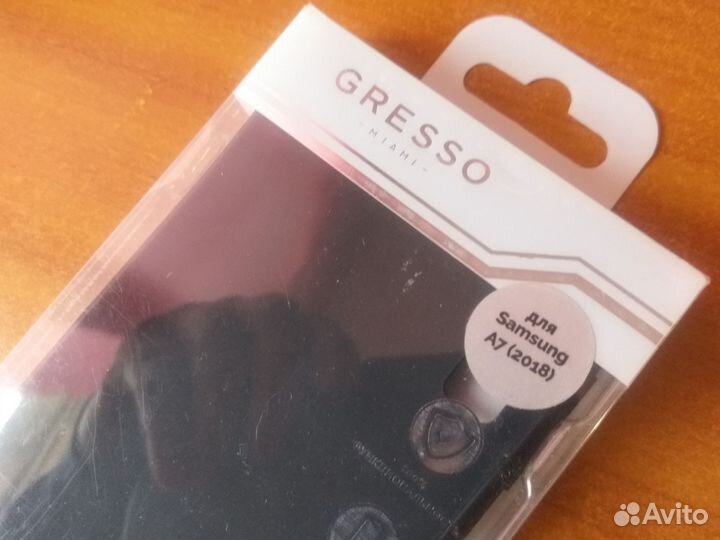 GRESSO
- MIAMI -
для
Samsung
A7 (2018)
Avito